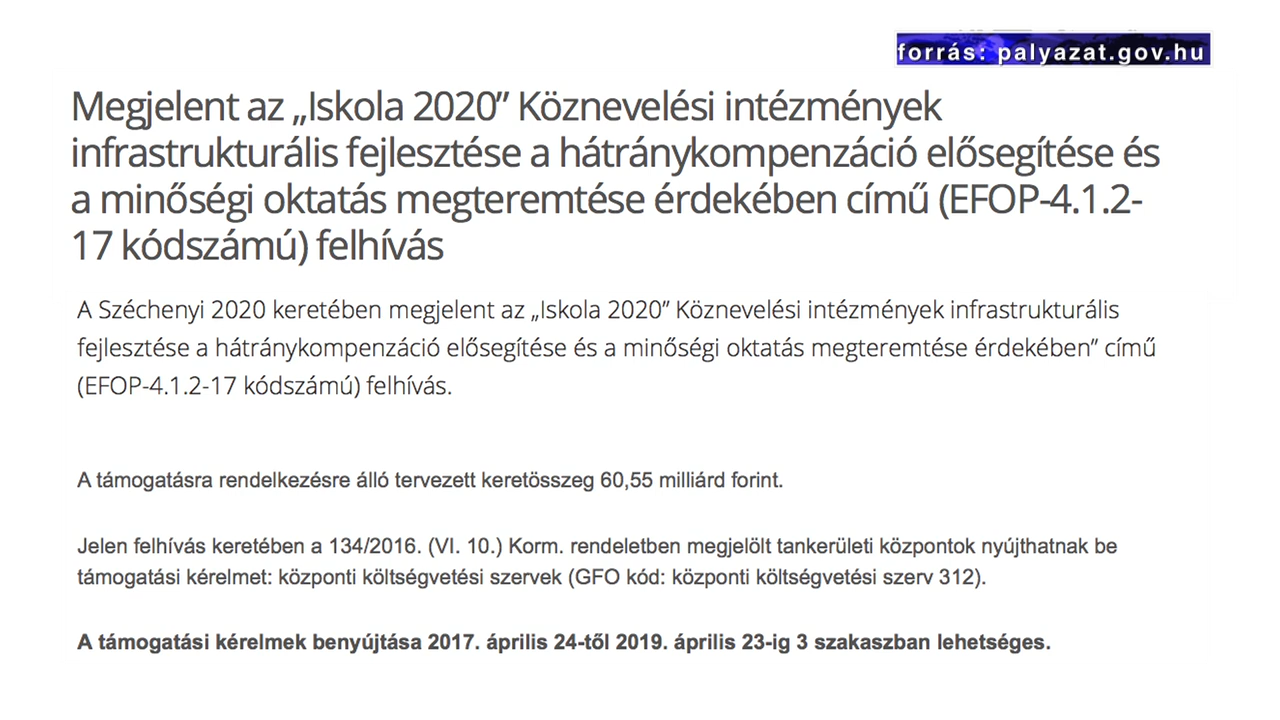 forrás: palyazat.gov.hu
Megjelent az „Iskola 2020” Köznevelési intézmények
infrastrukturális fejlesztése a hátránykompenzáció elősegítése és
a minőségi oktatás megteremtése érdekében című (EFOP-4.1.2-
17 kódszámú) felhívás
A Széchenyi 2020 keretében megjelent az „Iskola 2020” Köznevelési intézmények infrastrukturális
fejlesztése a hátránykompenzáció elősegítése és a minőségi oktatás megteremtése érdekében” című
(EFOP-4.1.2-17 kódszámú) felhívás.
A támogatásra rendelkezésre álló tervezett keretösszeg 60,55 milliárd forint.
Jelen felhívás keretében a 134/2016. (VI. 10.) Korm. rendeletben megjelölt tankerületi központok nyújthatnak be
támogatási kérelmet: központi költségvetési szervek (GFO kód: központi költségvetési szerv 312).
A támogatási kérelmek benyújtása 2017. április 24-től 2019. április 23-ig 3 szakaszban lehetséges.